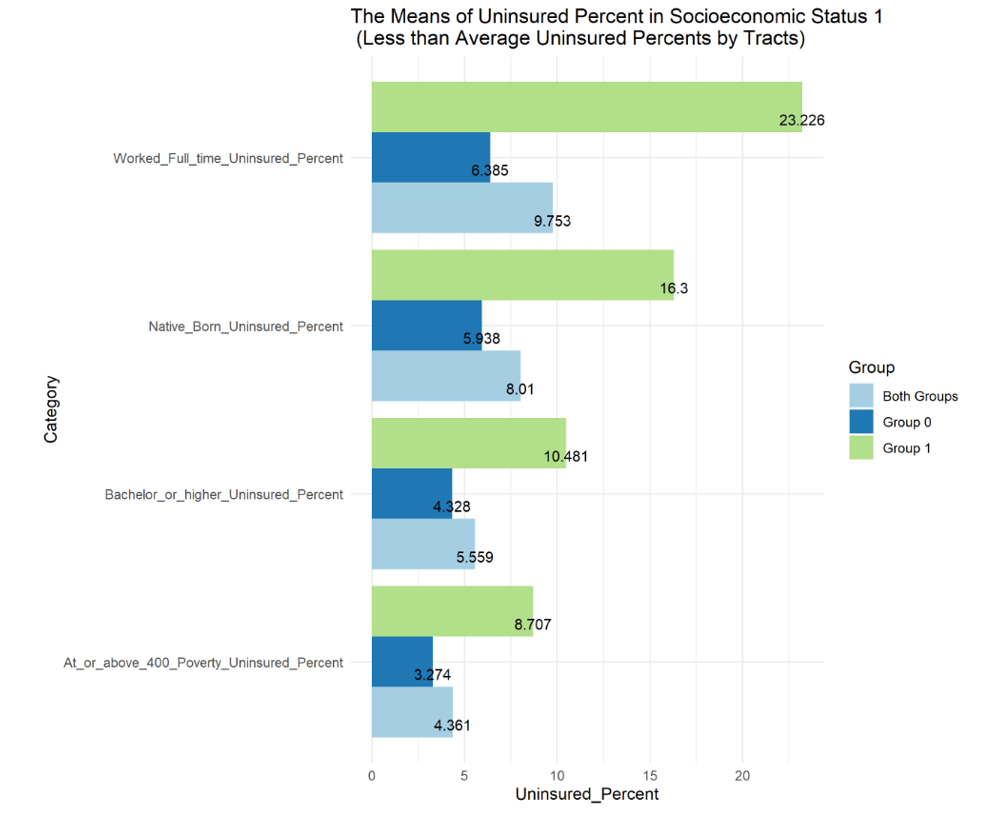 The Means of Uninsured Percent in Socioeconomic Status 1
(Less than Average Uninsured Percents by Tracts)
23.226
Worked_Full_time_Uninsured_Percent
6.385
9.753
16.3
Native_Born_Uninsured_Percent
5.938
8.01
Category
Group
Both Groups
Group 0
Group 1
10.481
Bachelor_or_higher_Uninsured_Percent
4.328
5.559
8.707
At_or_above_400_Poverty_Uninsured_Percent
3.274
4.361
0 5 10 15 20
Uninsured_Percent